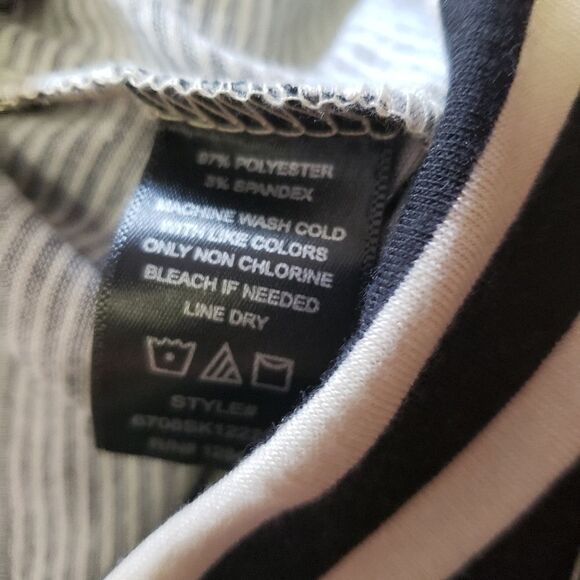 97% POLYESTER
3% SPANDEX
MACHINE WASH COLD
WITH LIKE COLORS
ONLY NON CHLORINE
BLEACH IF NEEDED
LINE DRY
STYLE#